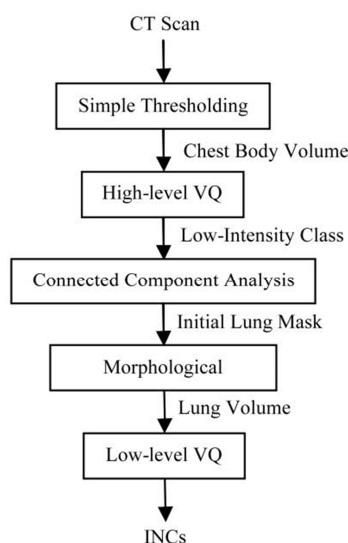 CT Scan
Simple Thresholding
Chest Body Volume
High-level VQ
Low-Intensity Class
Connected Component Analysis
Initial Lung Mask
Morphological
Lung Volume
Low-level VQ
INCs